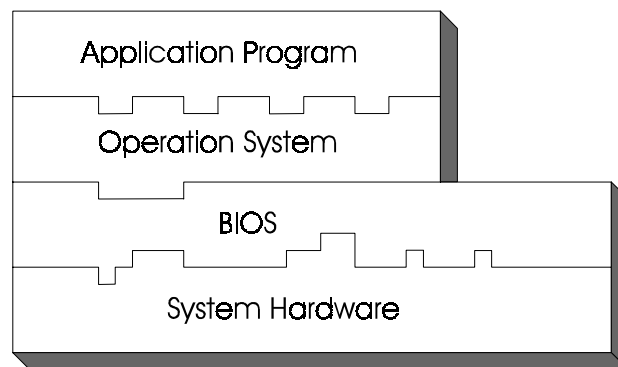 Application Program
Operation System
BIOS
System Hardware